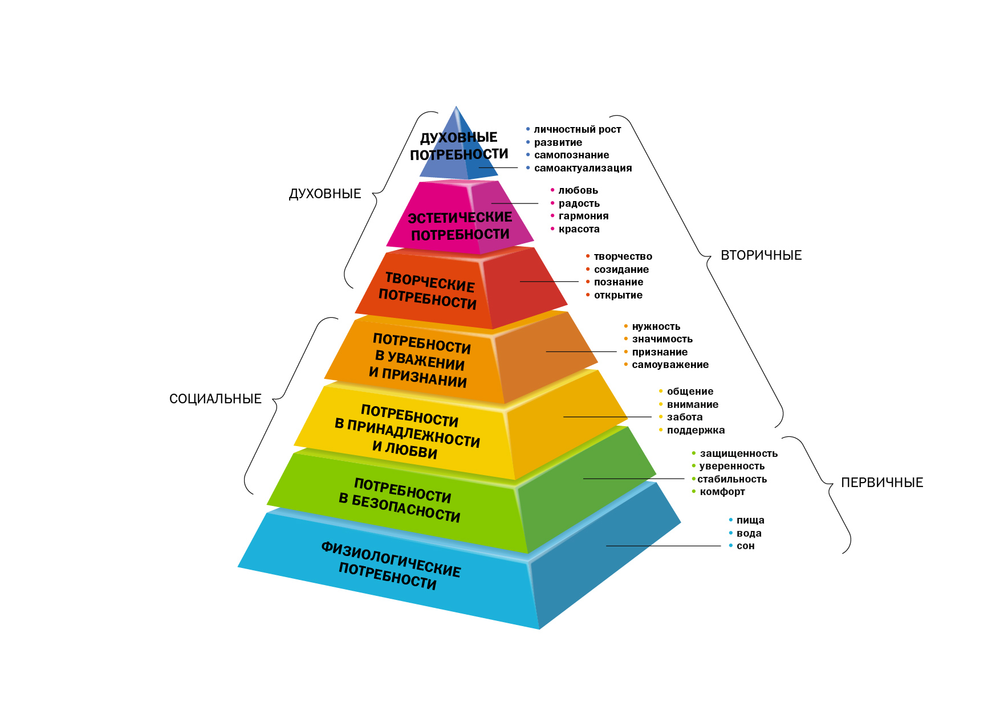 ДУХОВНЫЕ
ПОТРЕБНОСТИ
• личностный рост
• развитие
• самопознание
• самоактуализация
ДУХОВНЫЕ
ЭСТЕТИЧЕСКИЕ
ПОТРЕБНОСТИ
• любовь
• радость
• гармония
• красота
ВТОРИЧНЫЕ
ТВОРЧЕСКИЕ
ПОТРЕБНОСТИ
• творчество
• созидание
• познание
• открытие
ПОТРЕБНОСТИ
В УВАЖЕНИИ
И ПРИЗНАНИИ
• нужность
• значимость
• признание
• самоуважение
СОЦИАЛЬНЫЕ
ПОТРЕБНОСТИ
В ПРИНАДЛЕЖНОСТИ
И ЛЮБВИ
• общение
• внимание
• забота
• поддержка
ПОТРЕБНОСТИ
В БЕЗОПАСНОСТИ
• защищенность
• уверенность
• стабильность
• комфорт
ПЕРВИЧНЫЕ
ФИЗИОЛОГИЧЕСКИЕ
ПОТРЕБНОСТИ
• пища
• вода
• сон